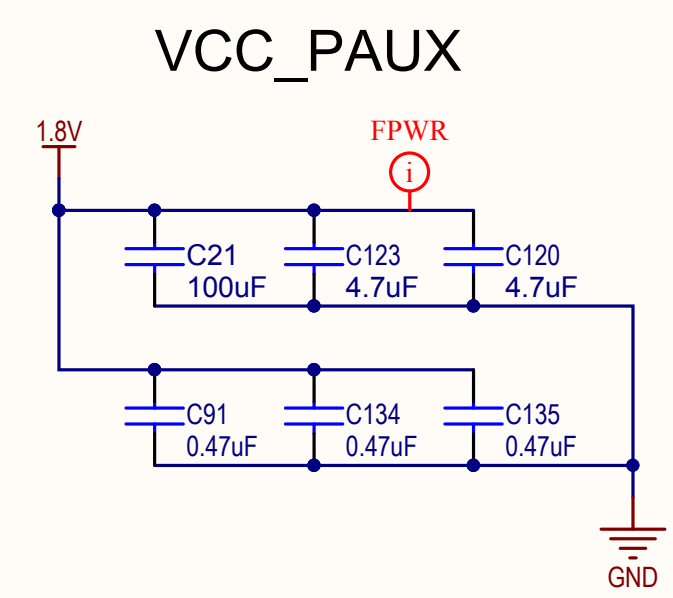 VCC_PAUX
1.8V
FPWR
i
C21
100uF
C123
4.7uF
C120
4.7uF
C91
0.47uF
C134
0.47uF
C135
0.47uF
GND